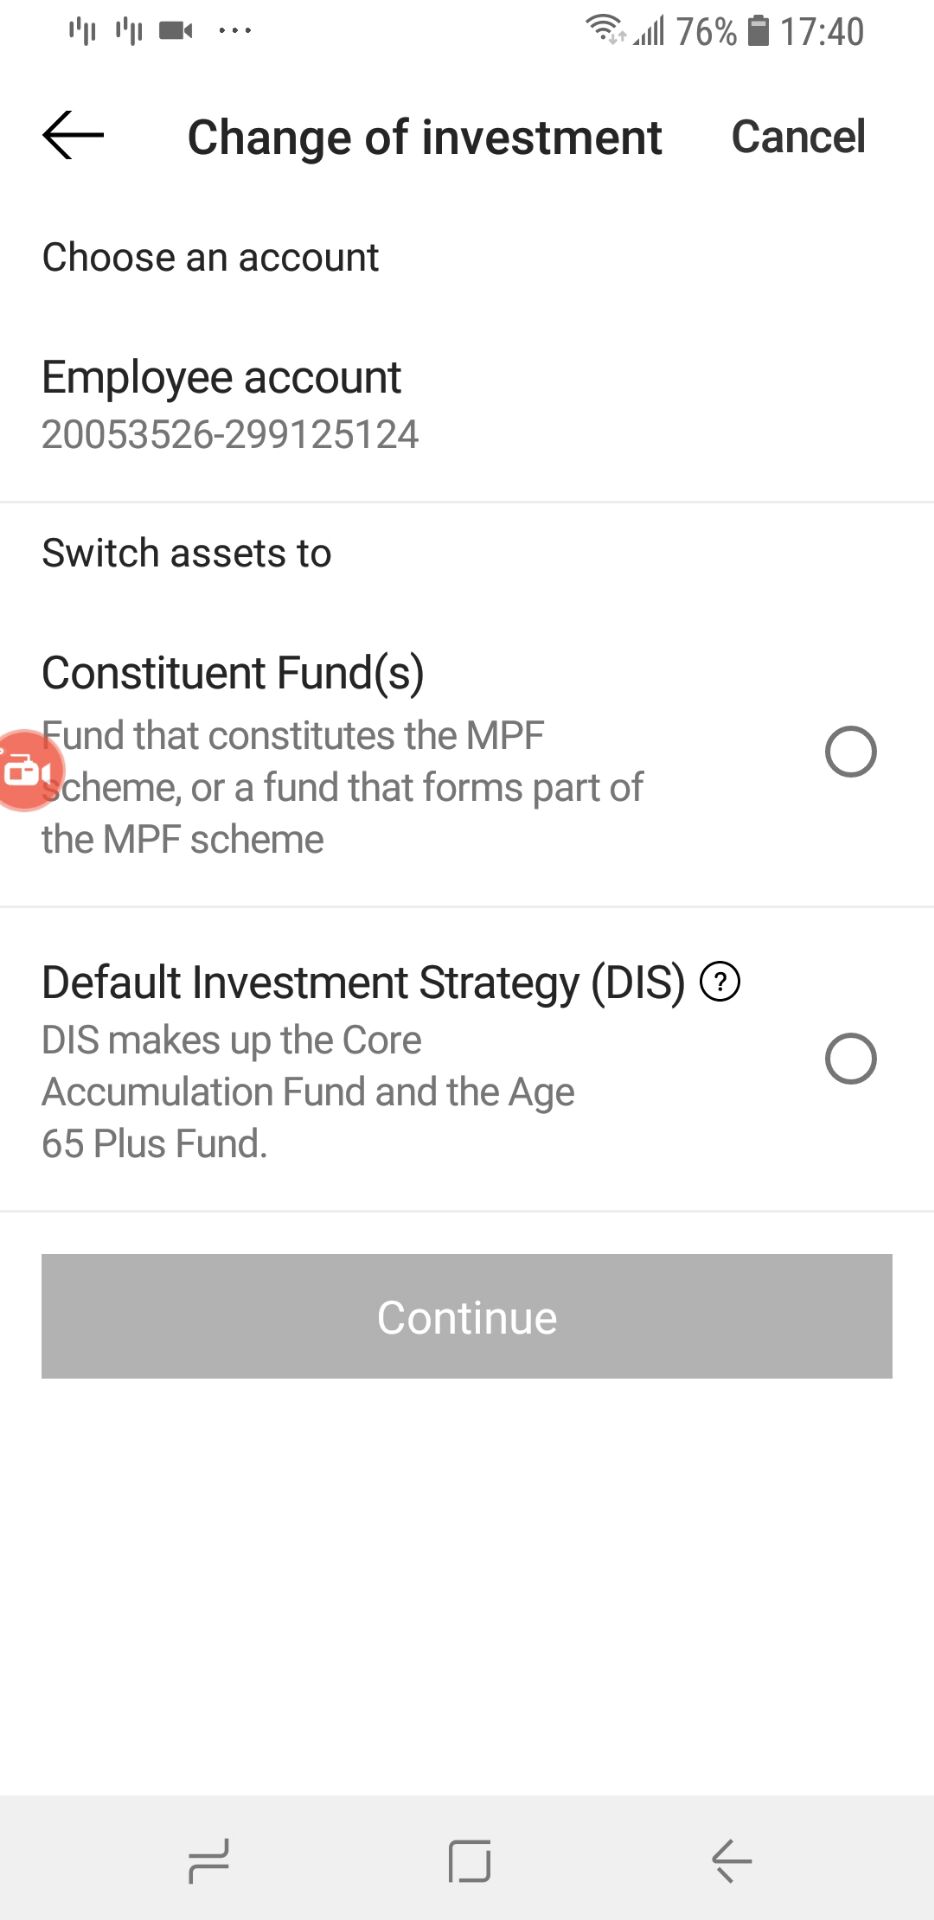 76% 17:40
Change of investment Cancel
Choose an account
Employee account
20053526-299125124
Switch assets to
Constituent Fund(s)
Fund that constitutes the MPF
scheme, or a fund that forms part of
the MPF scheme
Default Investment Strategy (DIS) ?
DIS makes up the Core
Accumulation Fund and the Age
65 Plus Fund.
Continue